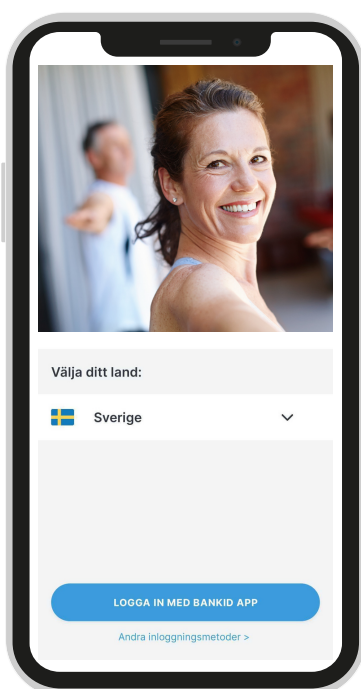 Välja ditt land:
Sverige
LOGGA IN MED BANKID APP
Andra inloggningsmetoder >